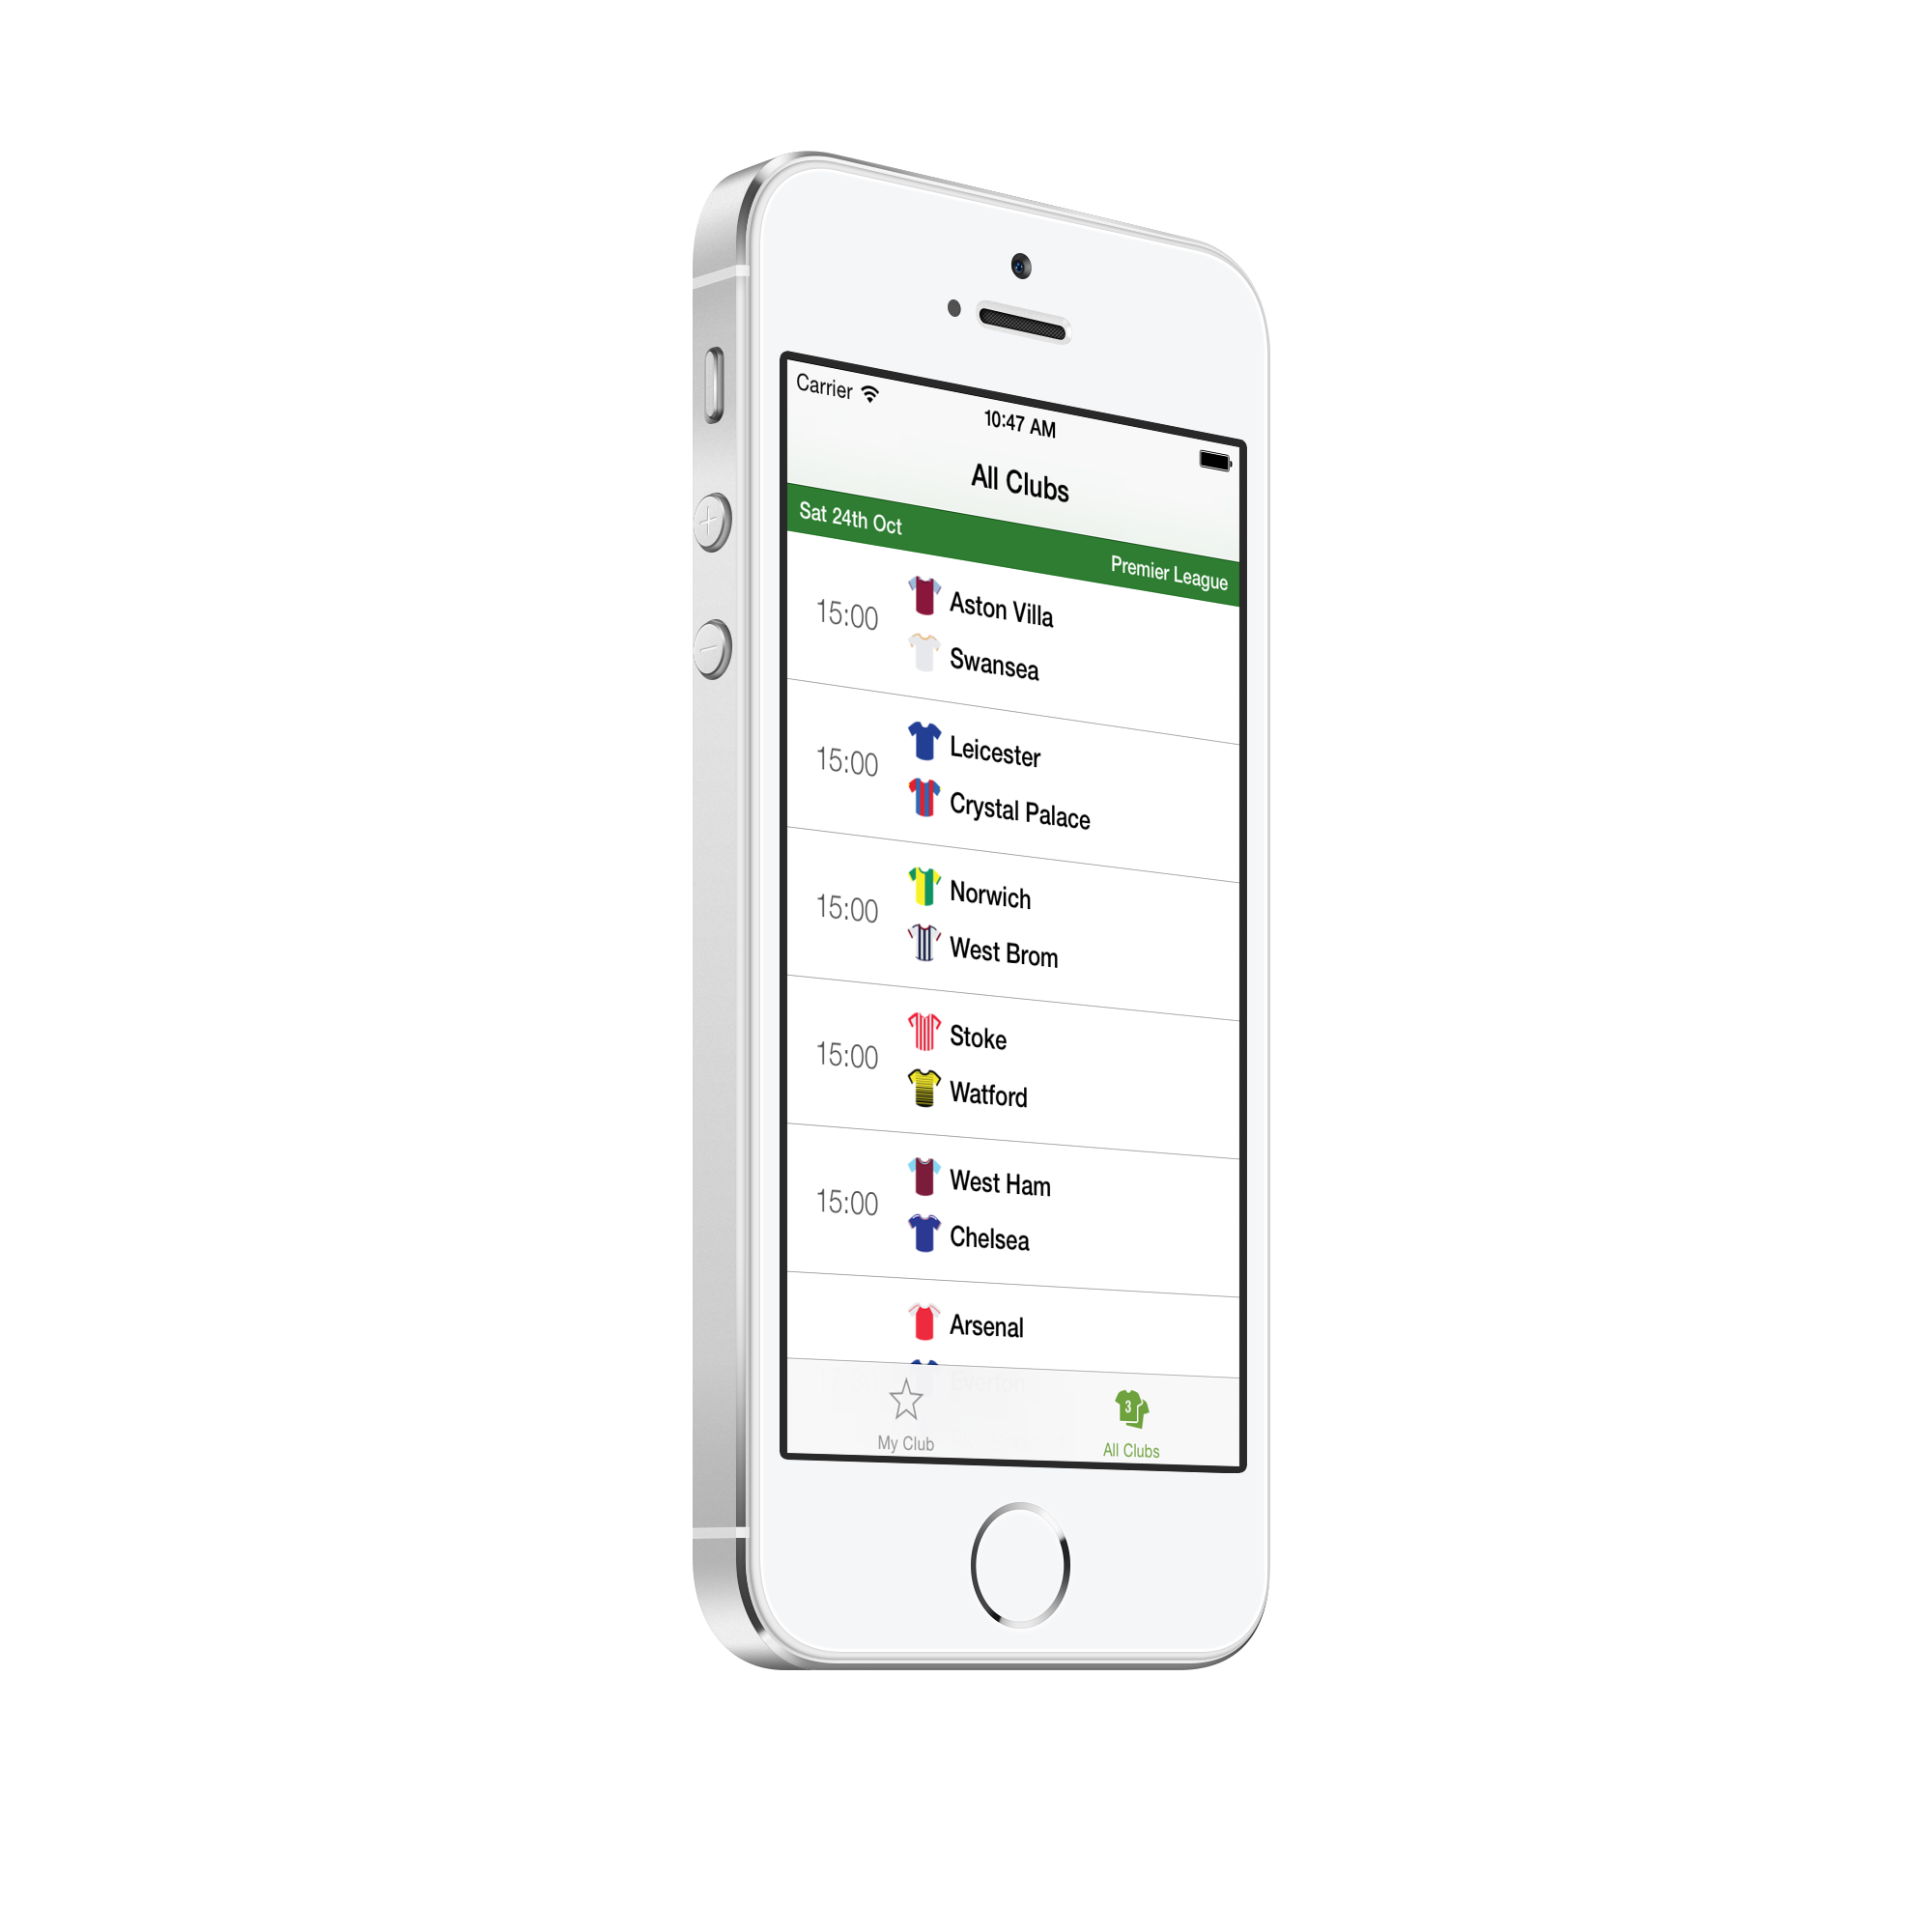 Carrier
10:47 AM
All Clubs
Sat 24th Oct
Premier League
15:00
Aston Villa
Swansea
15:00
Leicester
Crystal Palace
15:00
Norwich
West Brom
15:00
Stoke
Watford
15:00
West Ham
Chelsea
Arsenal
Everton
3
My Club
All Clubs